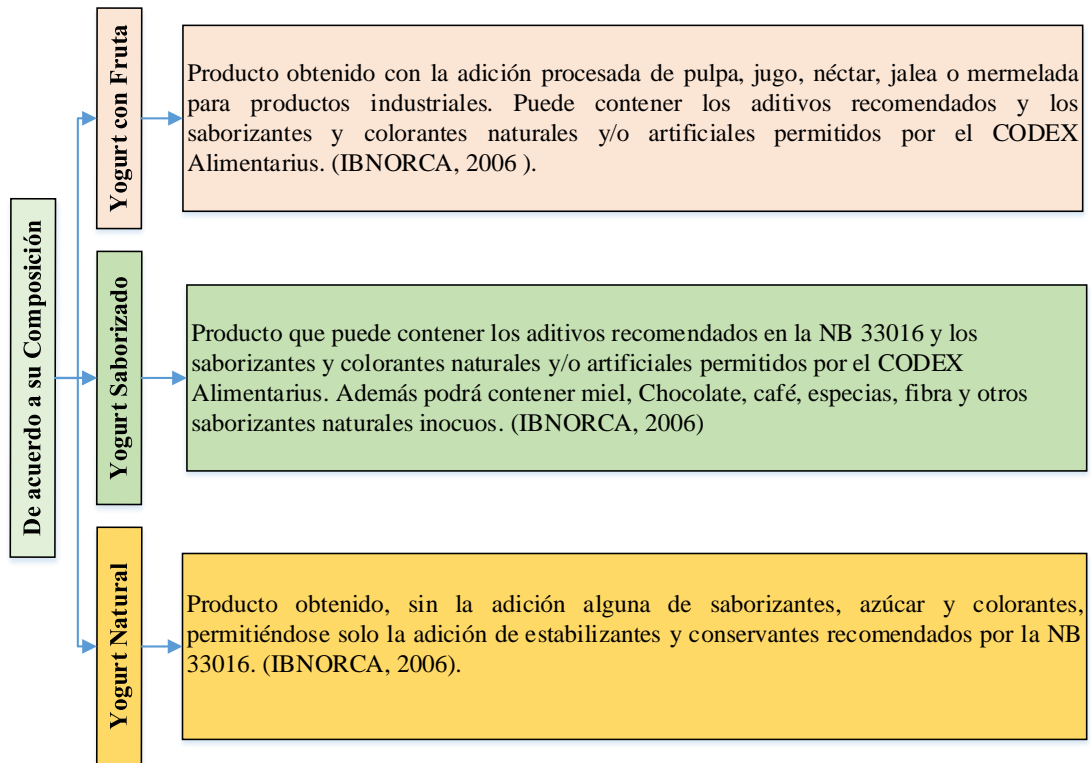 De acuerdo a su Composición
Yogurt con Fruta
Producto obtenido con la adición procesada de pulpa, jugo, néctar, jalea o mermelada
para productos industriales. Puede contener los aditivos recomendados y los
saborizantes y colorantes naturales y/o artificiales permitidos por el CODEX
Alimentarius. (IBNORCA, 2006 ).
Yogurt Saborizado
Producto que puede contener los aditivos recomendados en la NB 33016 y los
saborizantes y colorantes naturales y/o artificiales permitidos por el CODEX
Alimentarius. Además podrá contener miel, Chocolate, café, especias, fibra y otros
saborizantes naturales inocuos. (IBNORCA, 2006)
Yogurt Natural
Producto obtenido, sin la adición alguna de saborizantes, azúcar y colorantes,
permitiéndose solo la adición de estabilizantes y conservantes recomendados por la NB
33016. (IBNORCA, 2006).